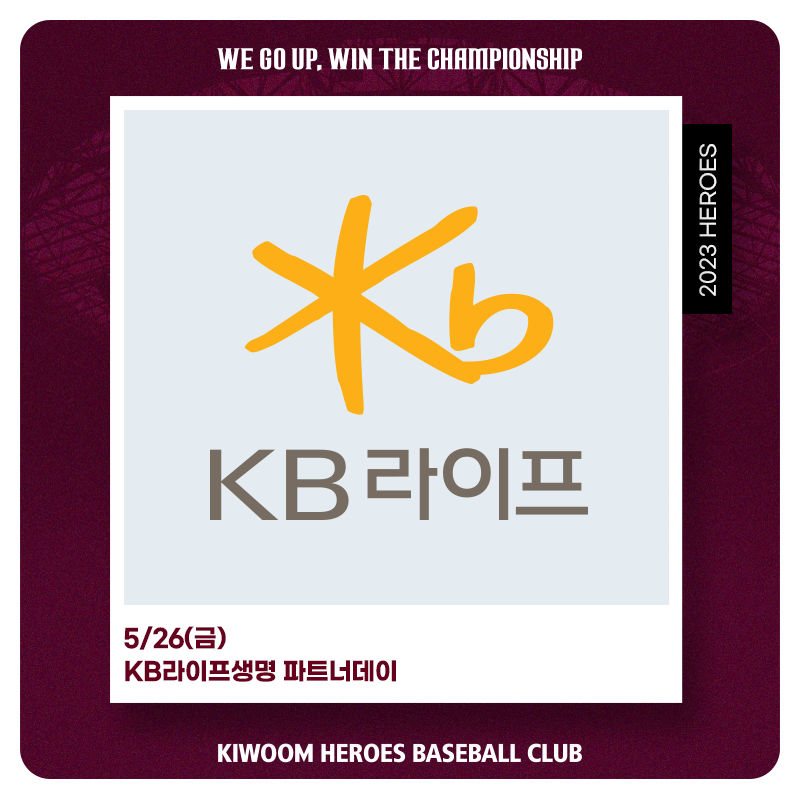 WE GO UP, WIN THE CHAMPIONSHIP
2023 HEROES
Kb
KB라이프
5/26(금)
KB라이프생명 파트너데이
KIWOOM HEROES BASEBALL CLUB